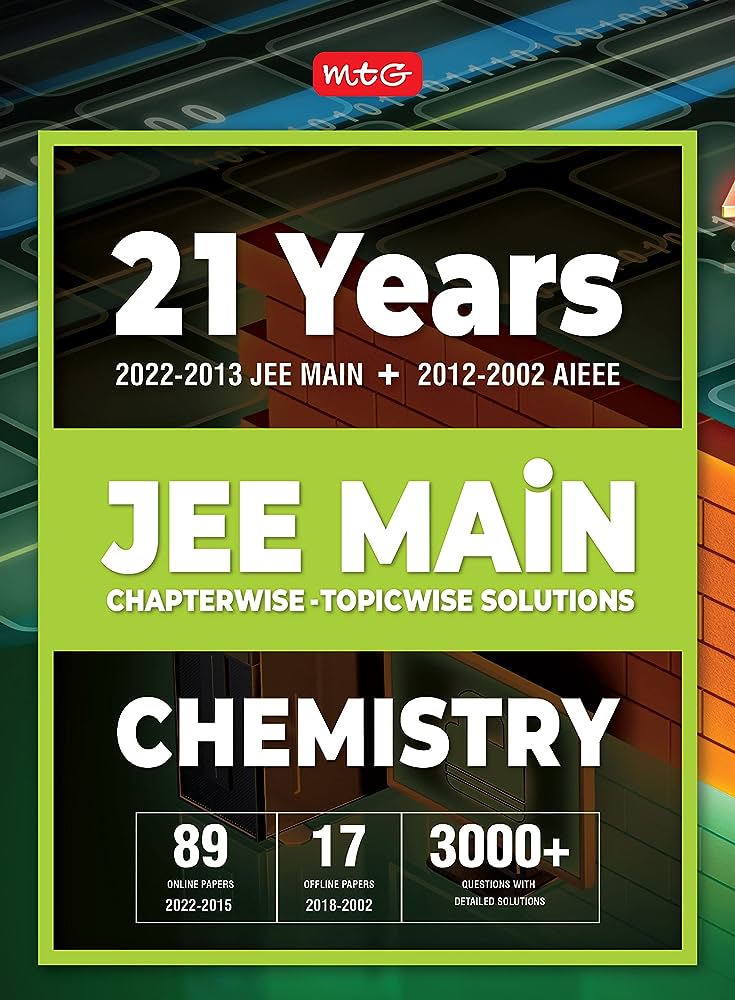 mtG
21 Years
2022-2013 JEE MAIN + 2012-2002 AIEEE
JEE MAiN
CHAPTERWISE - TOPICWISE SOLUTIONS
CHEMISTRY
89
ONLINE PAPERS
2022-2015
17
OFFLINE PAPERS
2018-2002
3000+
QUESTIONS WITH
DETAILED SOLUTIONS